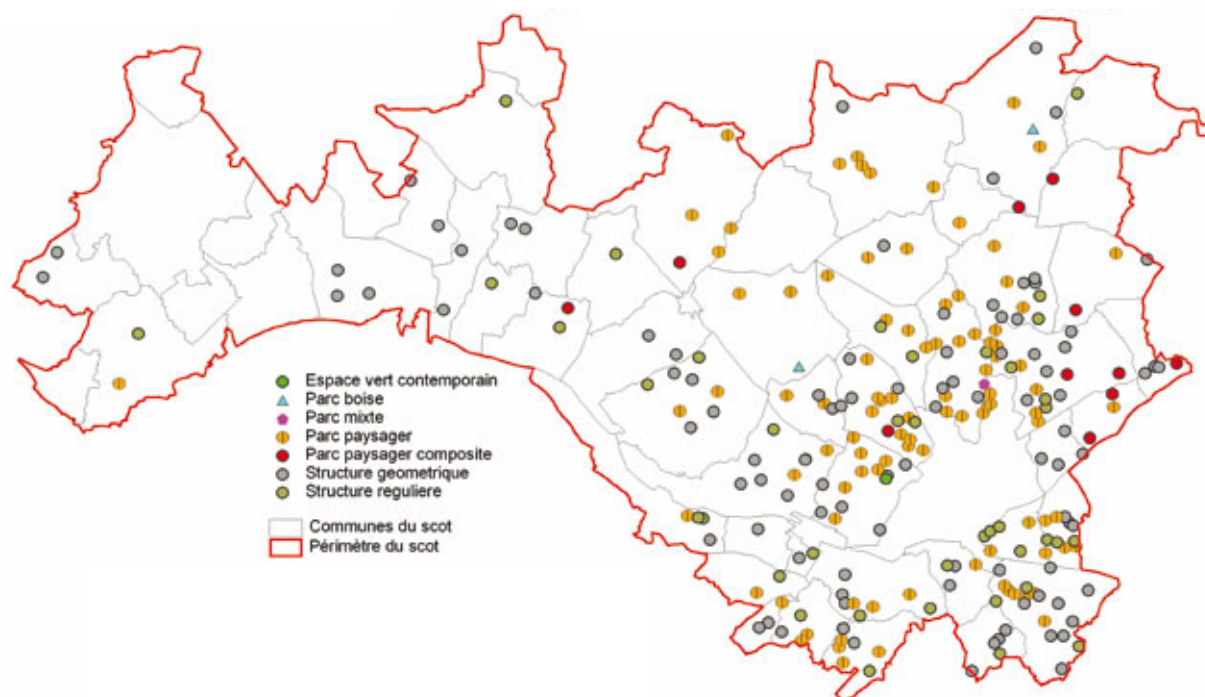 Espace vert contemporain
Parc boise
Parc mixte
Parc paysager
Parc paysager composite
Structure geometrique
Structure reguliere
Communes du scot
Périmètre du scot